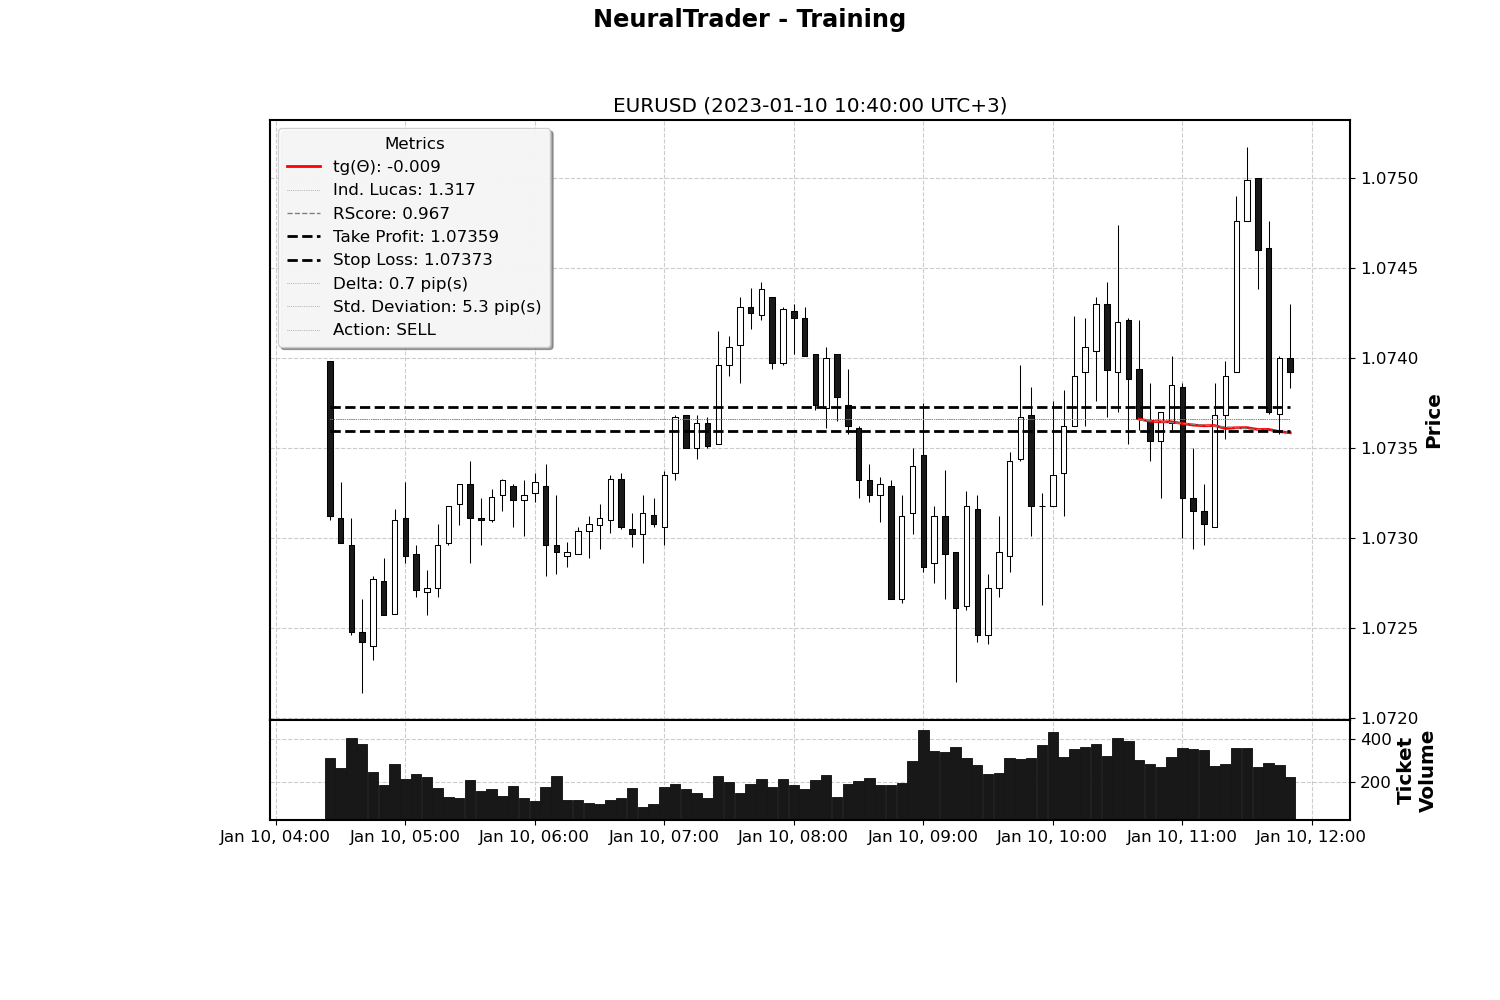 NeuralTrader - Training
EURUSD (2023-01-10 10:40:00 UTC+3)
Metrics
tg(Θ): -0.009
Ind. Lucas: 1.317
RScore: 0.967
Take Profit: 1.07359
Stop Loss: 1.07373
Delta: 0.7 pip(s)
Std. Deviation: 5.3 pip(s)
Action: SELL
1.0750
1.0745
1.0740
1.0735
1.0730
1.0725
1.0720
Price
400
200
Ticket
Volume
Jan 10, 04:00
Jan 10, 05:00
Jan 10, 06:00
Jan 10, 07:00
Jan 10, 08:00
Jan 10, 09:00
Jan 10, 10:00
Jan 10, 11:00
Jan 10, 12:00